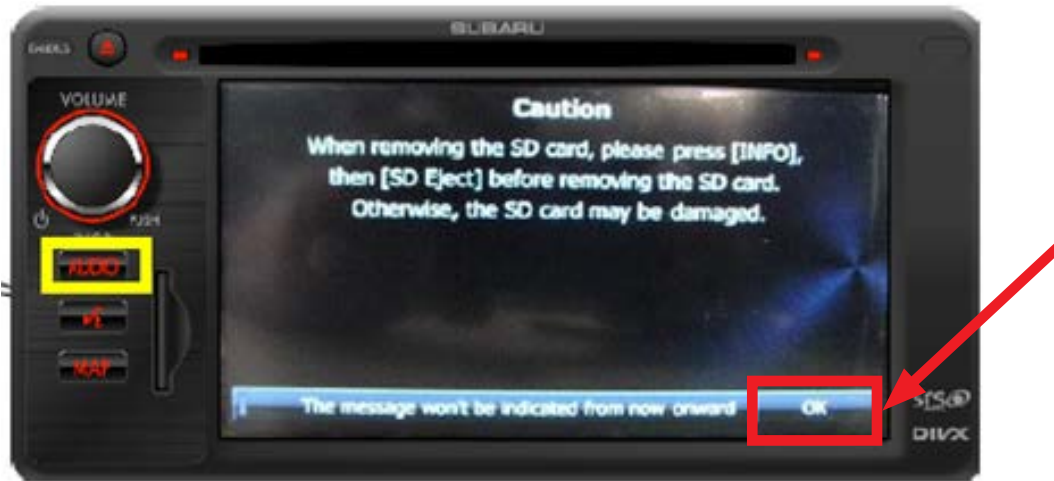 SUBARU
VOLUME
PUSH
AUDIO
MAP
Caution
When removing the SD card, please press [INFO],
then [SD Eject] before removing the SD card.
Otherwise, the SD card may be damaged.
The message won't be indicated from now onward
OK
SRS
DIVX